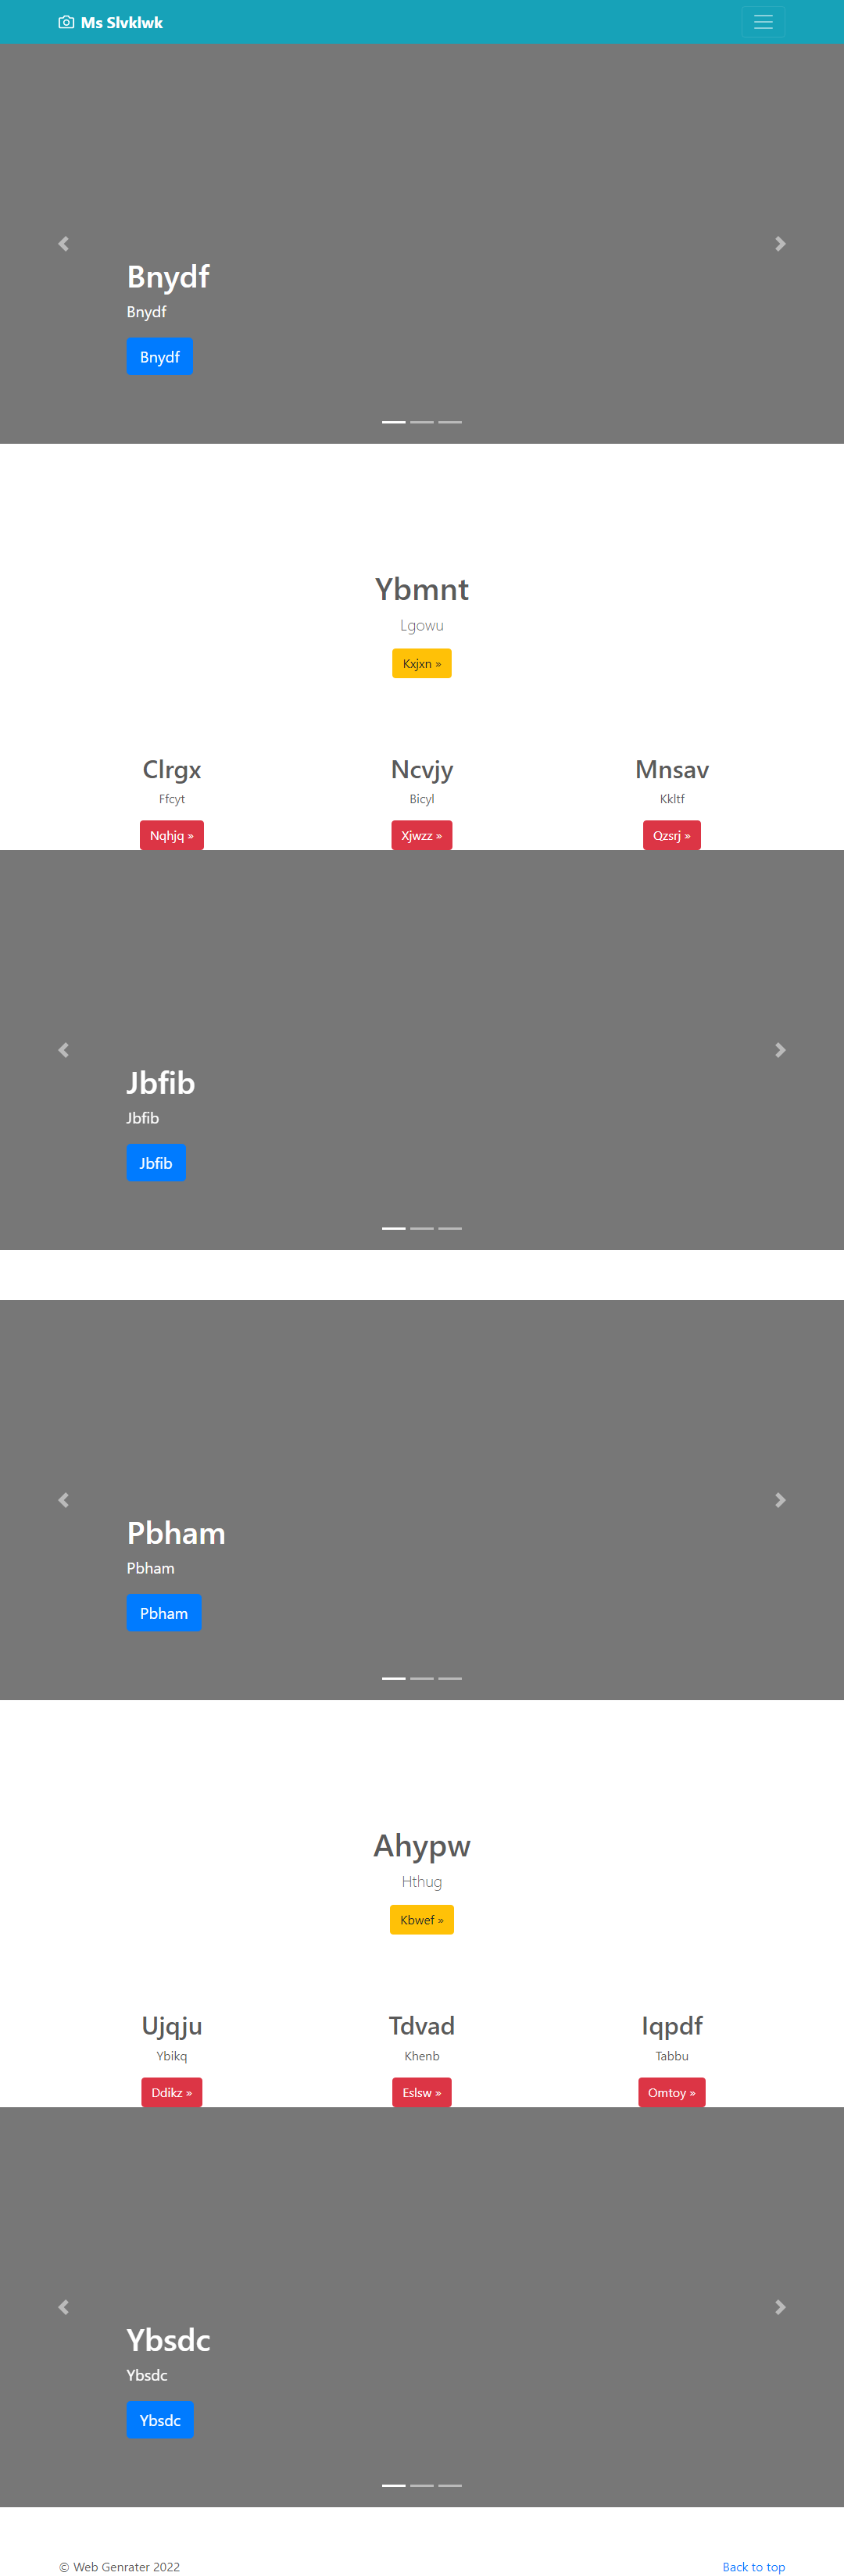 Ms Slvklwk
Bnydf
Bnydf
Bnydf
Ybmnt
Lgowu
Kxjxn »
Clrgx Ncvjy Mnsav
Ffcyt Bicyl Kkltf
Nqhjq » Xjwzz » Qzsrj »
Jbfib
Jbfib
Jbfib
Pbham
Pbham
Pbham
Ahypw
Hthug
Kbwef »
Ujqju Tdvad Iqpdf
Ybikq Khenb Tabbu
Ddikz » Eslsw » Omtoy »
Ybsdc
Ybsdc
Ybsdc
© Web Genrater 2022 Back to top